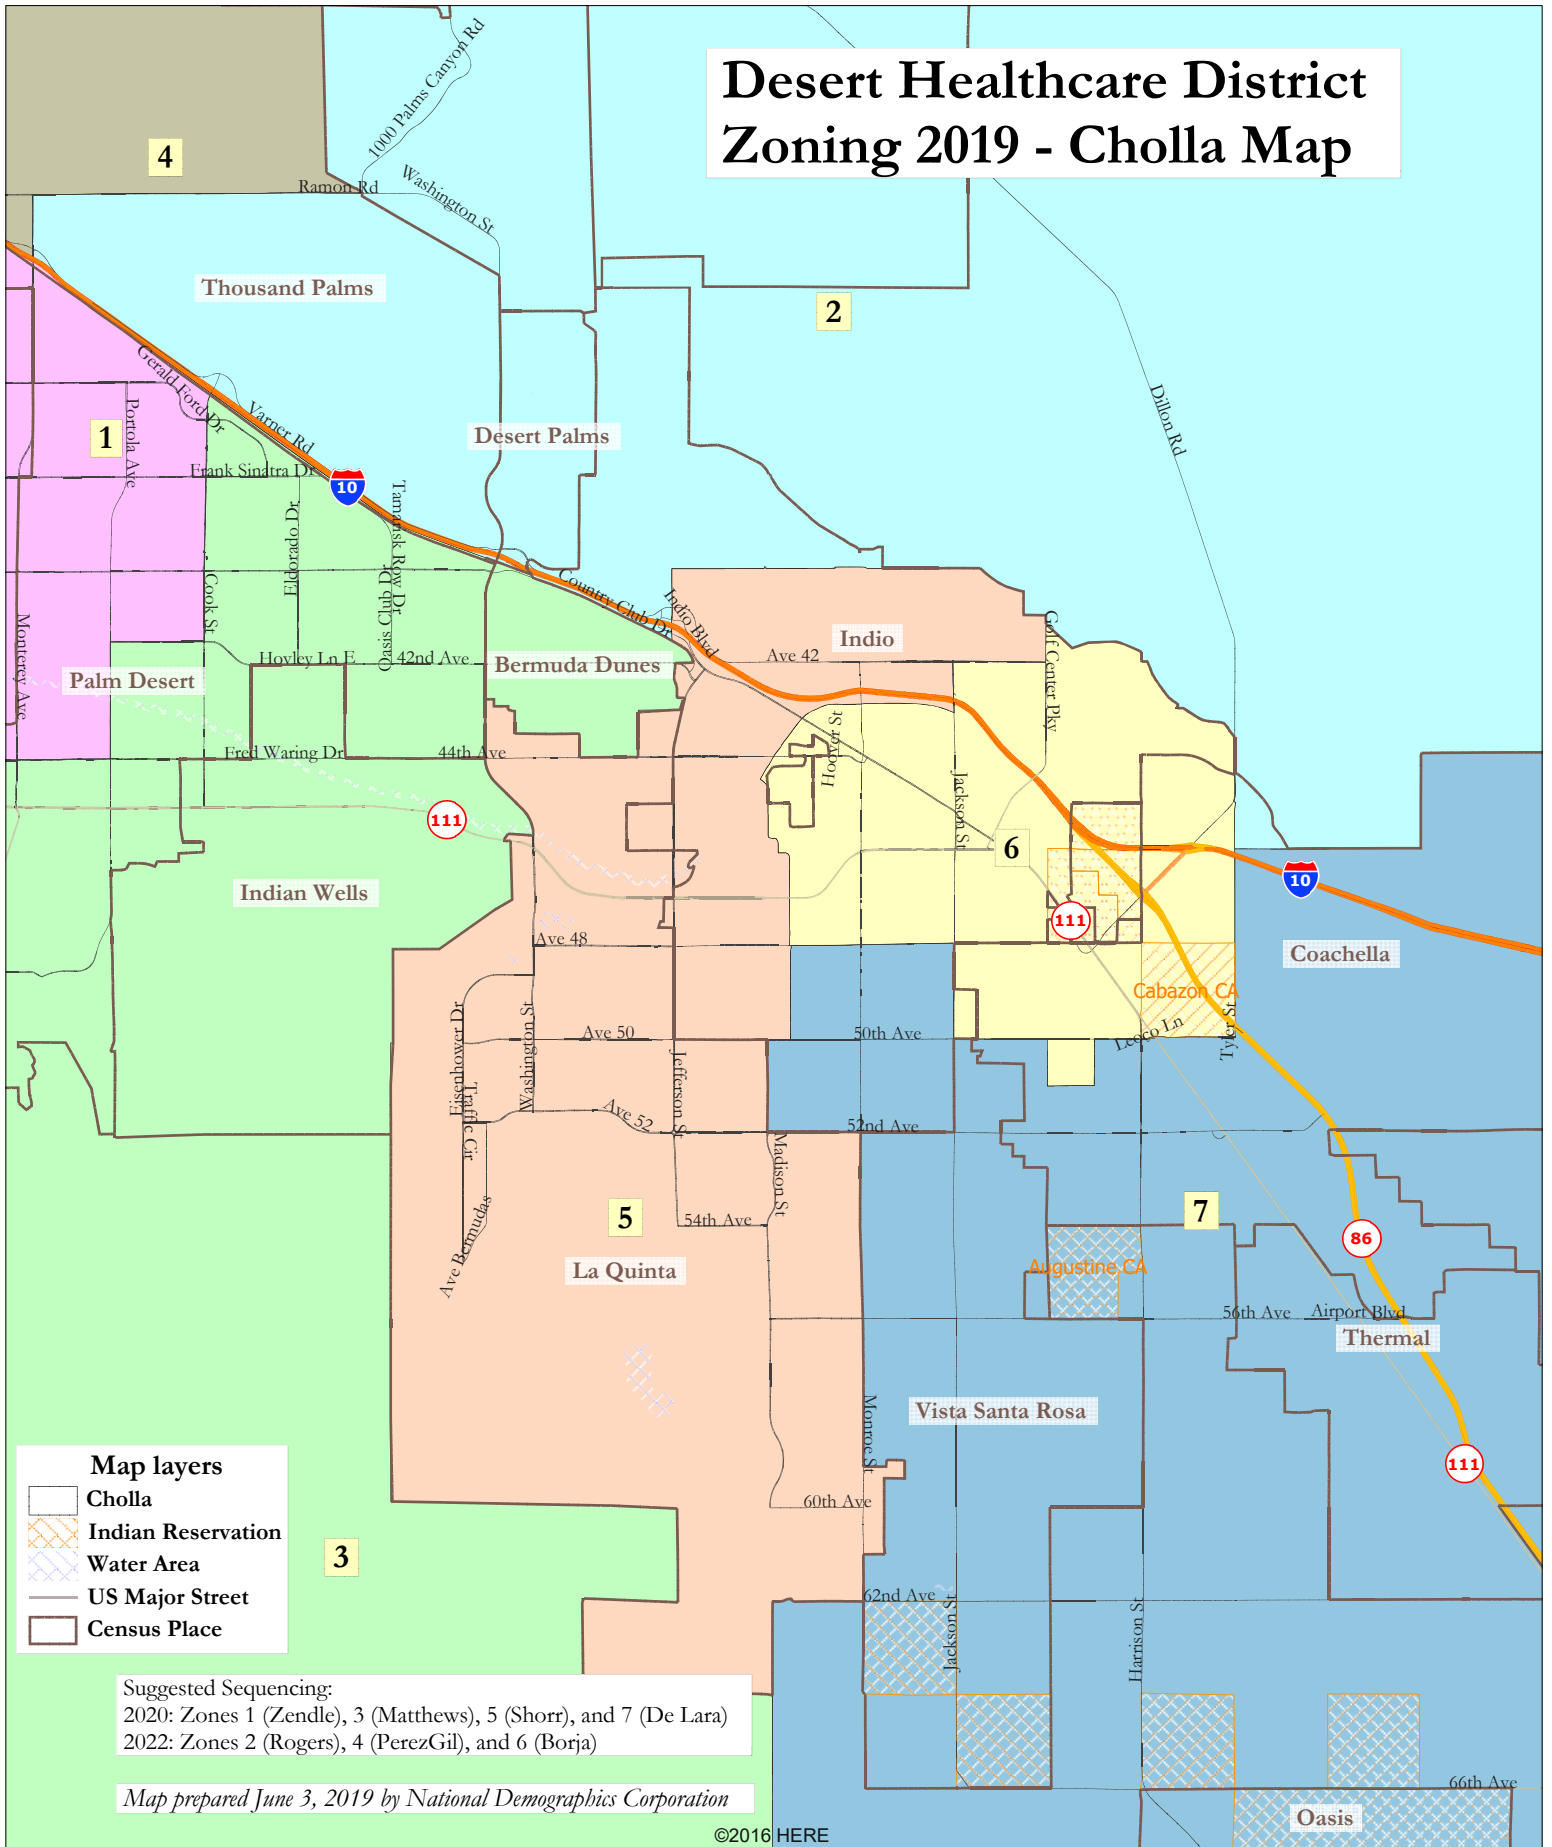 Desert Healthcare District
Zoning 2019 - Cholla Map
1000 Palms Canyon Rd
4
Ramon Rd
Washington St
Thousand Palms
2
Gerald Ford Dr
Varner Rd
Dillon Rd
Portola Ave
1
Desert Palms
Frank Sinatra Dr
10
Tamarisk Row Dr
Eldorado Dr
Cook St
Oasis Club Dr
Country Club Dr
Indio Blvd
Monterey Ave
Golf Center Pky
Indio
Hovley Ln E
42nd Ave
Bermuda Dunes
Ave 42
Palm Desert
Fred Waring Dr
44th Ave
Hoover St
Jackson St
111
6
10
Indian Wells
111
Ave 48
Coachella
Cabazon CA
Eisenhower Dr
Washington St
Ave 50
50th Ave
Leoco Ln
Tyler St
Jefferson St
Traffic Cir
Ave 52
52nd Ave
Madison St
Ave Bermudas
5
54th Ave
7
86
La Quinta
Augustine CA
56th Ave
Airport Blvd
Thermal
Monroe St
Vista Santa Rosa
111
60th Ave
3
62nd Ave
Jackson St
Harrison St
66th Ave
Oasis
Map layers
Cholla
Indian Reservation
Water Area
US Major Street
Census Place
Suggested Sequencing:
2020: Zones 1 (Zendle), 3 (Matthews), 5 (Shorr), and 7 (De Lara)
2022: Zones 2 (Rogers), 4 (PerezGil), and 6 (Borja)
Map prepared June 3, 2019 by National Demographics Corporation
©2016 HERE